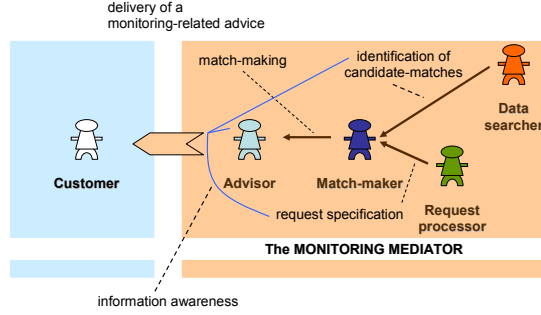 delivery of a
monitoring-related advice
match-making
identification of
candidate-matches
Data
searcher
Customer
Advisor
Match-maker
request specification
Request
processor
The MONITORING MEDIATOR
information awareness